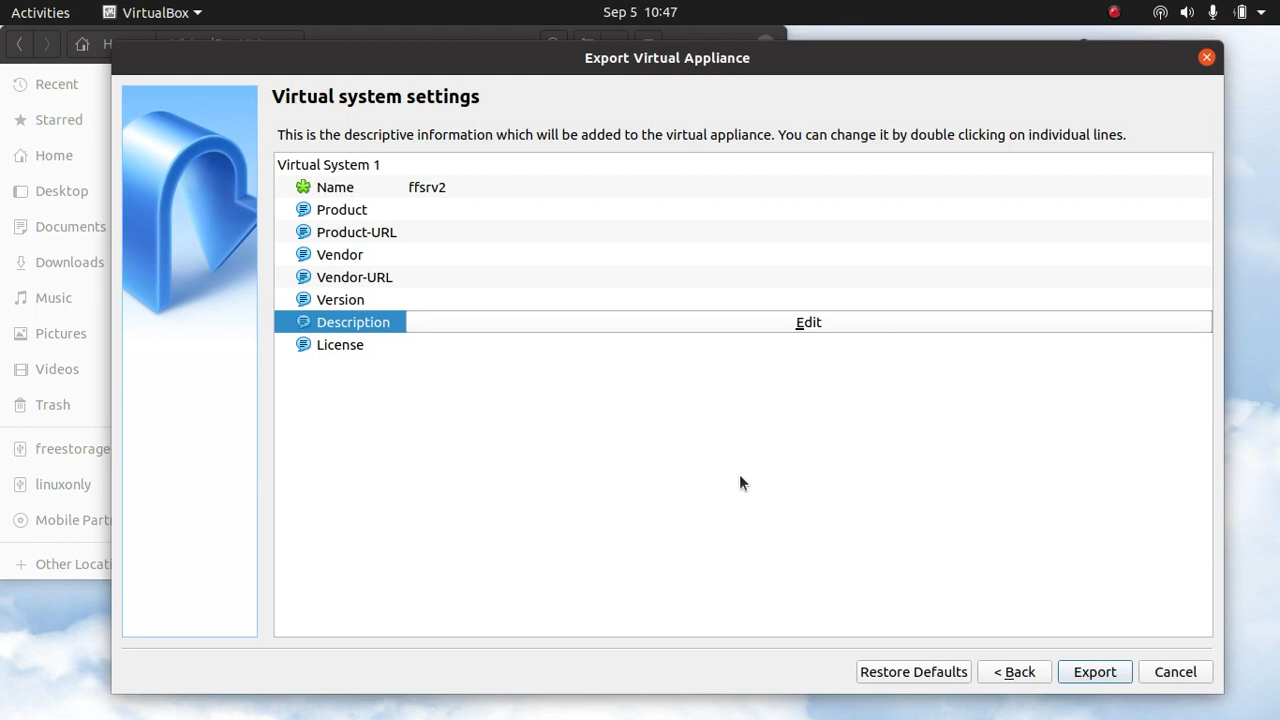 Activities
VirtualBox
Sep 5 10:47
Export Virtual Appliance
Recent
Starred
Home
Desktop
Documents
Downloads
Music
Pictures
Videos
Trash
freestorage
linuxonly
Mobile Part
Other Locati
Virtual system settings
This is the descriptive information which will be added to the virtual appliance. You can change it by double clicking on individual lines.
Virtual System 1
Name ffsrv2
Product
Product-URL
Vendor
Vendor-URL
Version
Description Edit
License
Restore Defaults < Back Export Cancel